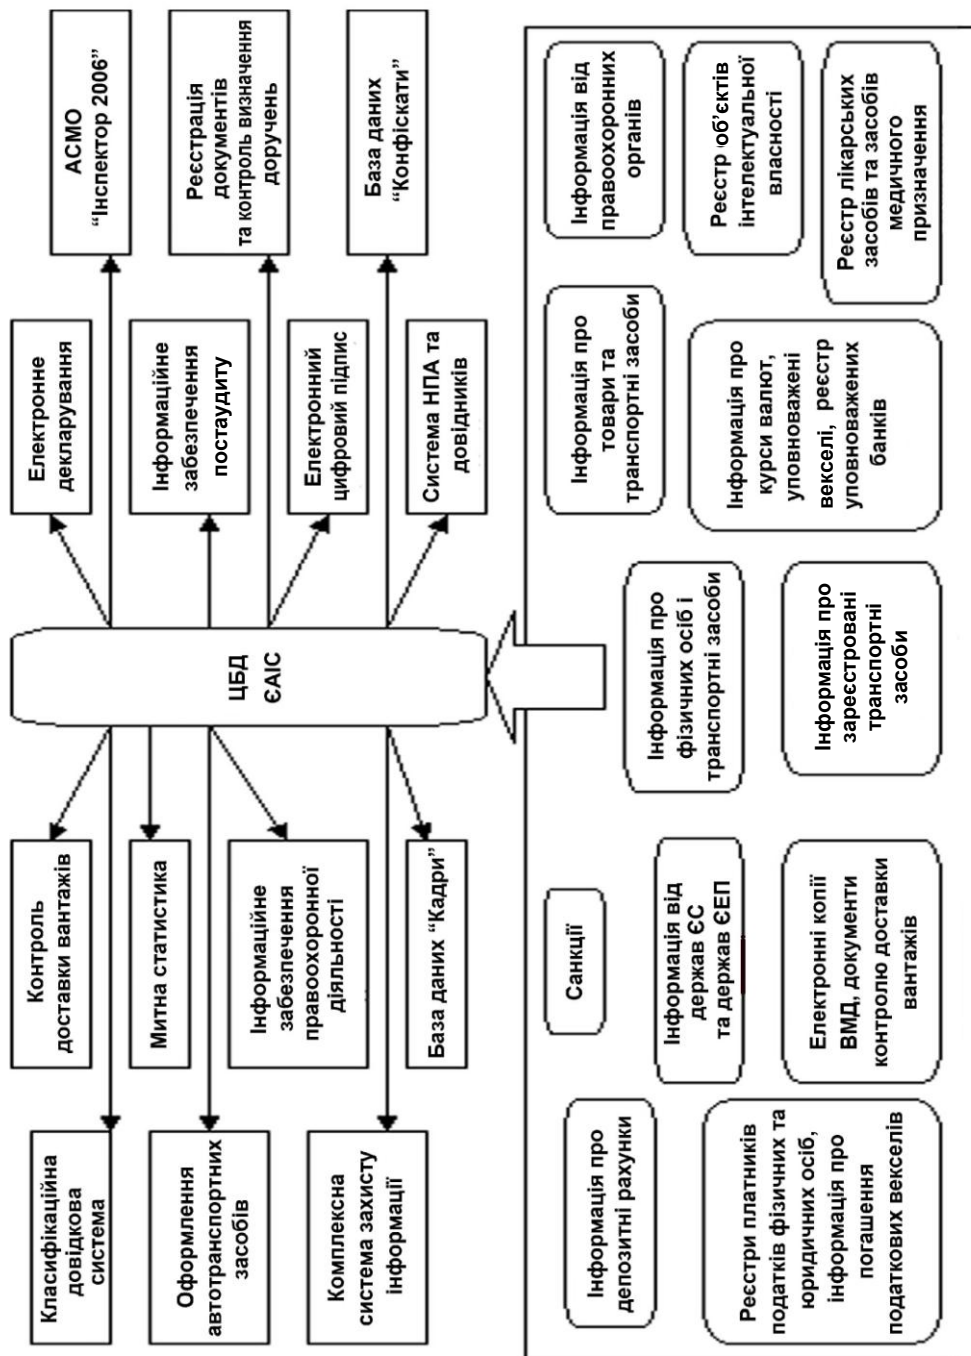 Класифікаційна
довідкова
система
Контроль
доставки вантажів
Електронне
декларування
АСМО
“Інспектор 2006”
Оформлення
автотранспортних
засобів
Митна статистика
ЦБД
ЄАІС
Інформаційне
забезпечення
постаудиту
Реєстрація
документів
та контроль визначення
доручень
Інформаційне
забезпечення
правоохоронної
діяльності
Електронний
цифровий підпис
Комплексна
система захисту
інформації
База даних “Кадри”
Система НПА та
довідників
База даних
“Конфіскати”
Інформація про
депозитні рахунки
Санкції
Інформація про
фізичних осіб і
транспортні засоби
Інформація про
товари та
транспортні засоби
Інформація від
правоохоронних
органів
Інформація від
держав ЄС
та держав ЄЕП
Реєстр об’єктів
інтелектуальної
власності
Реєстри платників
податків фізичних та
юридичних осіб,
інформація про
погашення
податкових векселів
Електронні копії
ВМД, документи
контролю доставки
вантажів
Інформація про
зареєстровані
транспортні
засоби
Інформація про
курси валют,
уповноважені
векселі, реєстр
уповноважених
банків
Реєстр лікарських
засобів та засобів
медичного
призначення